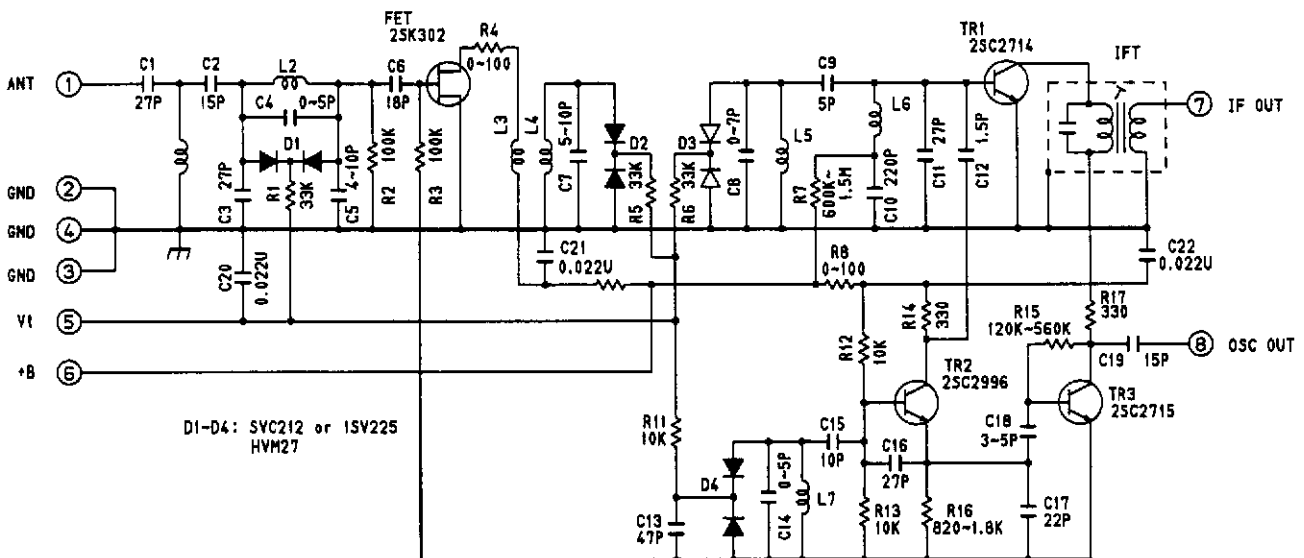 FET
2SK302
R4
0~100
TR1
2SC2714
IFT
ANT
1
C1
27P
C2
15P
L2
C4
0~5P
D1
C6
18P
C9
5P
L6
7
IF OUT
L3
L4
5~10P
C7
D2
D3
0~7P
C8
L5
27P
C11
1.5P
C12
27P
C3
R1
33K
4~10P
C5
100K
R2
100K
R3
33K
R5
33K
R6
R7
600K~
1.5M
220P
C10
GND
2
GND
4
GND
3
C20
0.022U
C21
0.022U
R8
0~100
C22
0.022U
Vt
5
+B
6
R12
10K
R14
330
R15
120K~560K
R17
330
C19
15P
8
OSC OUT
TR2
2SC2996
TR3
2SC2715
D1-D4: SVC212 or 1SV225
HVM27
R11
10K
C15
10P
C16
27P
C18
3~5P
D4
0~5P
C14
L7
C13
47P
R13
10K
R16
820~1.8K
C17
22P